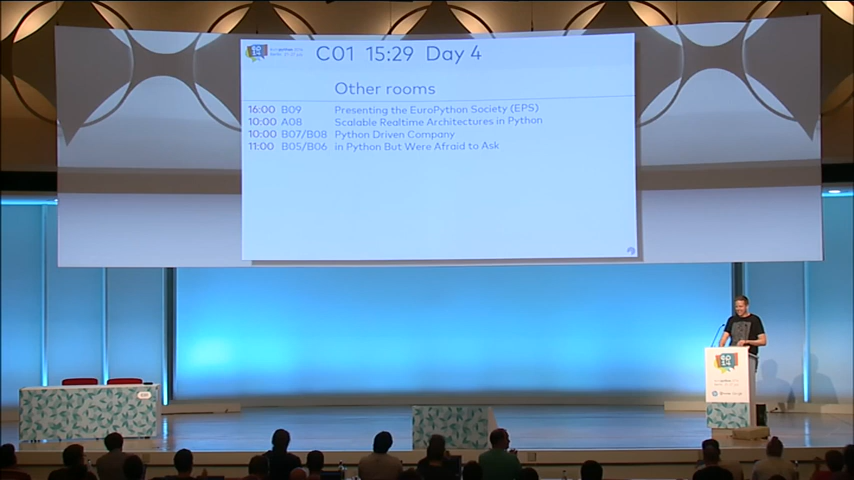 C01 15:29 Day 4
Other rooms
16:00 B09 Presenting the EuroPython Society (EPS)
10:00 A08 Scalable Realtime Architectures in Python
10:00 B07/B08 Python Driven Company
11:00 B05/B06 in Python But Were Afraid to Ask